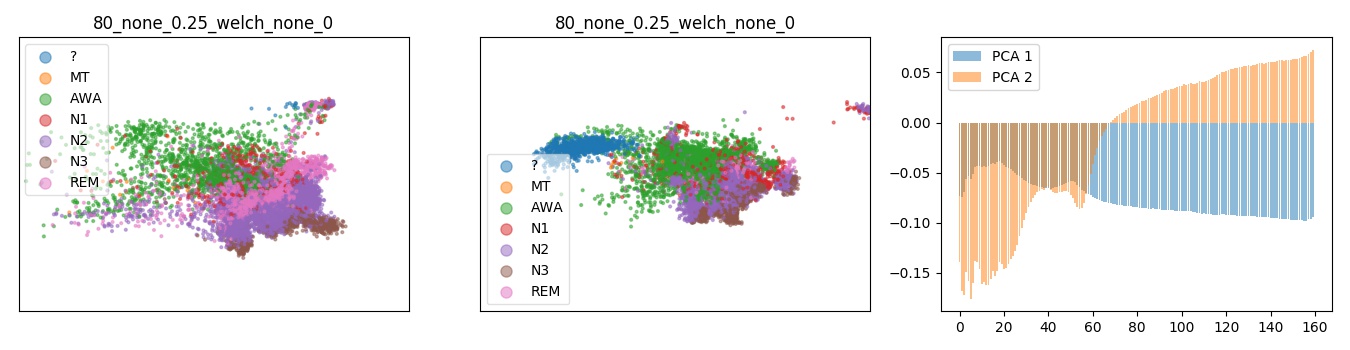 80_none_0.25_welch_none_0
?
MT
AWA
N1
N2
N3
REM
80_none_0.25_welch_none_0
?
MT
AWA
N1
N2
N3
REM
PCA 1
PCA 2
0.05
0.00
−0.05
−0.10
−0.15
0 20 40 60 80 100 120 140 160